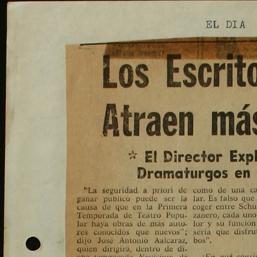 EL DIA
Los Escrito
Atraen más
☆ El Director Expl
Dramaturgos en
"La seguridad a priori de
ganar público puede ser la
causa de que en la Primera
Temporada de Teatro Popu-
lar haya obras de más auto-
res conocidos que nuevos";
dijo José Antonio Aalcaraz,
quien dirigirá, dentro de di-
como de una ca
lar. Es falso que
coger entre Schu
zanero, cada uno
lor y su función
sería que disfru
bos".